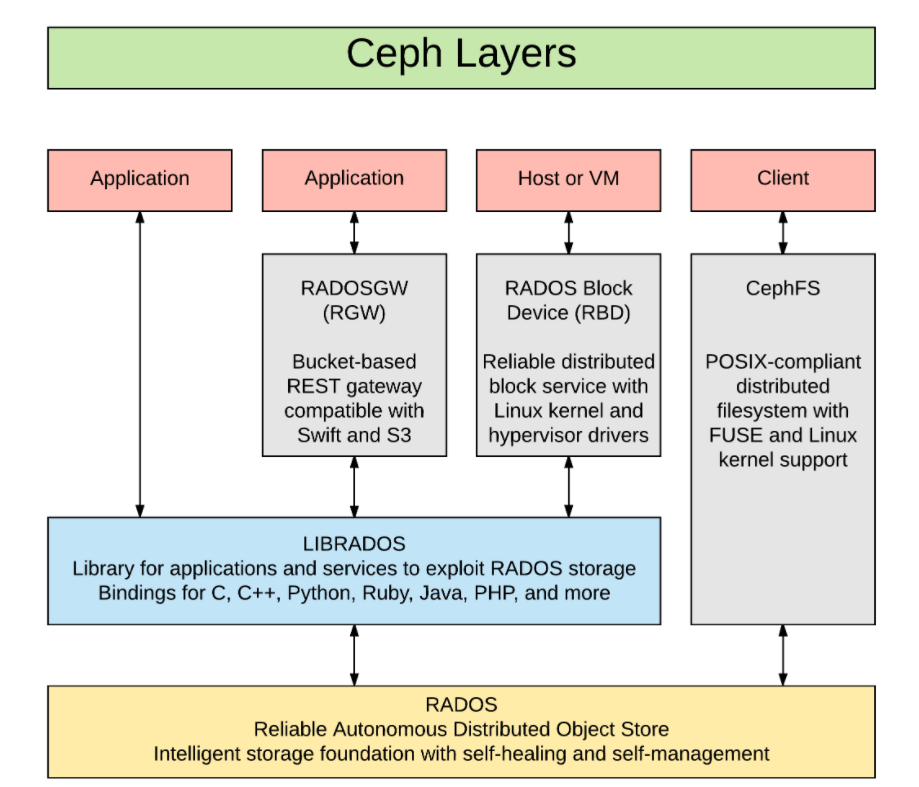 Ceph Layers
Application
Application
Host or VM
Client
RADOSGW
(RGW)
Bucket-based
REST gateway
compatible with
Swift and S3
RADOS Block
Device (RBD)
Reliable distributed
block service with
Linux kernel and
hypervisor drivers
CephFS
POSIX-compliant
distributed
filesystem with
FUSE and Linux
kernel support
LIBRADOS
Library for applications and services to exploit RADOS storage
Bindings for C, C++, Python, Ruby, Java, PHP, and more
RADOS
Reliable Autonomous Distributed Object Store
Intelligent storage foundation with self-healing and self-management